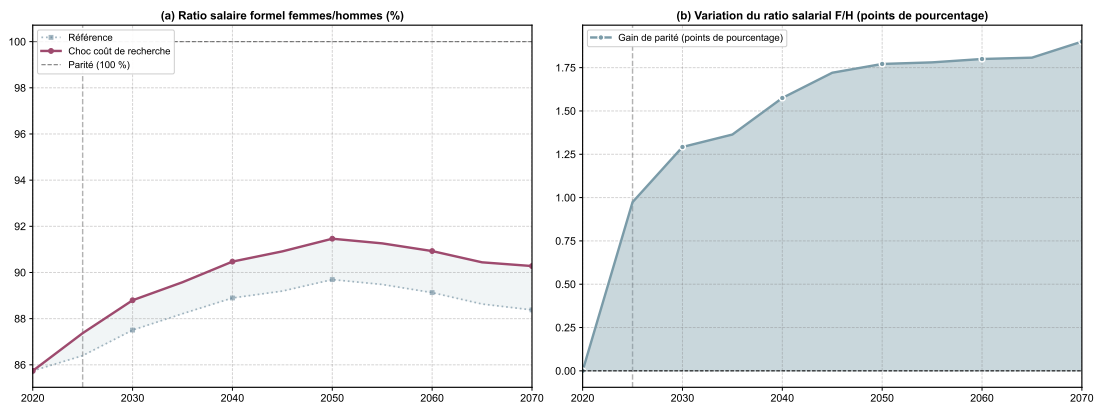 (a) Ratio salaire formel femmes/hommes (%)
Référence
Choc coût de recherche
Parité (100 %)
100
98
96
94
92
90
88
86
2020 2030 2040 2050 2060 2070
(b) Variation du ratio salarial F/H (points de pourcentage)
Gain de parité (points de pourcentage)
1.75
1.50
1.25
1.00
0.75
0.50
0.25
0.00
2020 2030 2040 2050 2060 2070